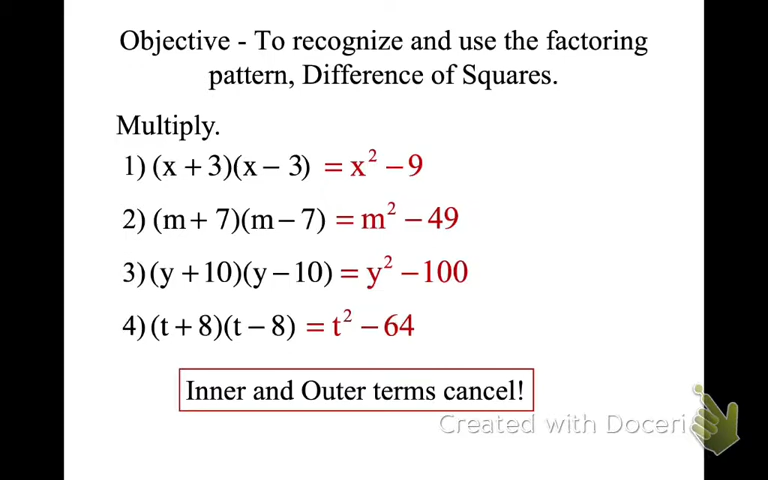 Objective - To recognize and use the factoring
pattern, Difference of Squares.
Multiply.
1) (x + 3)(x − 3) = x² − 9
2) (m + 7)(m − 7) = m² − 49
3) (y + 10)(y − 10) = y² − 100
4) (t + 8)(t − 8) = t² − 64
Inner and Outer terms cancel!
Created with Doceri